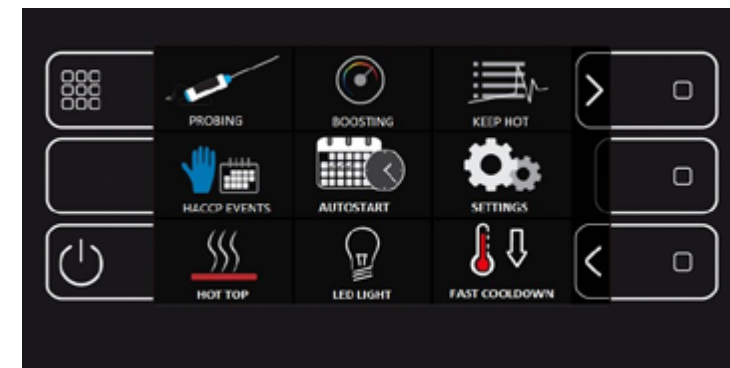 PROBING
BOOSTING
KEEP HOT
HACCP EVENTS
AUTOSTART
SETTINGS
HOT TOP
LED LIGHT
FAST COOLDOWN